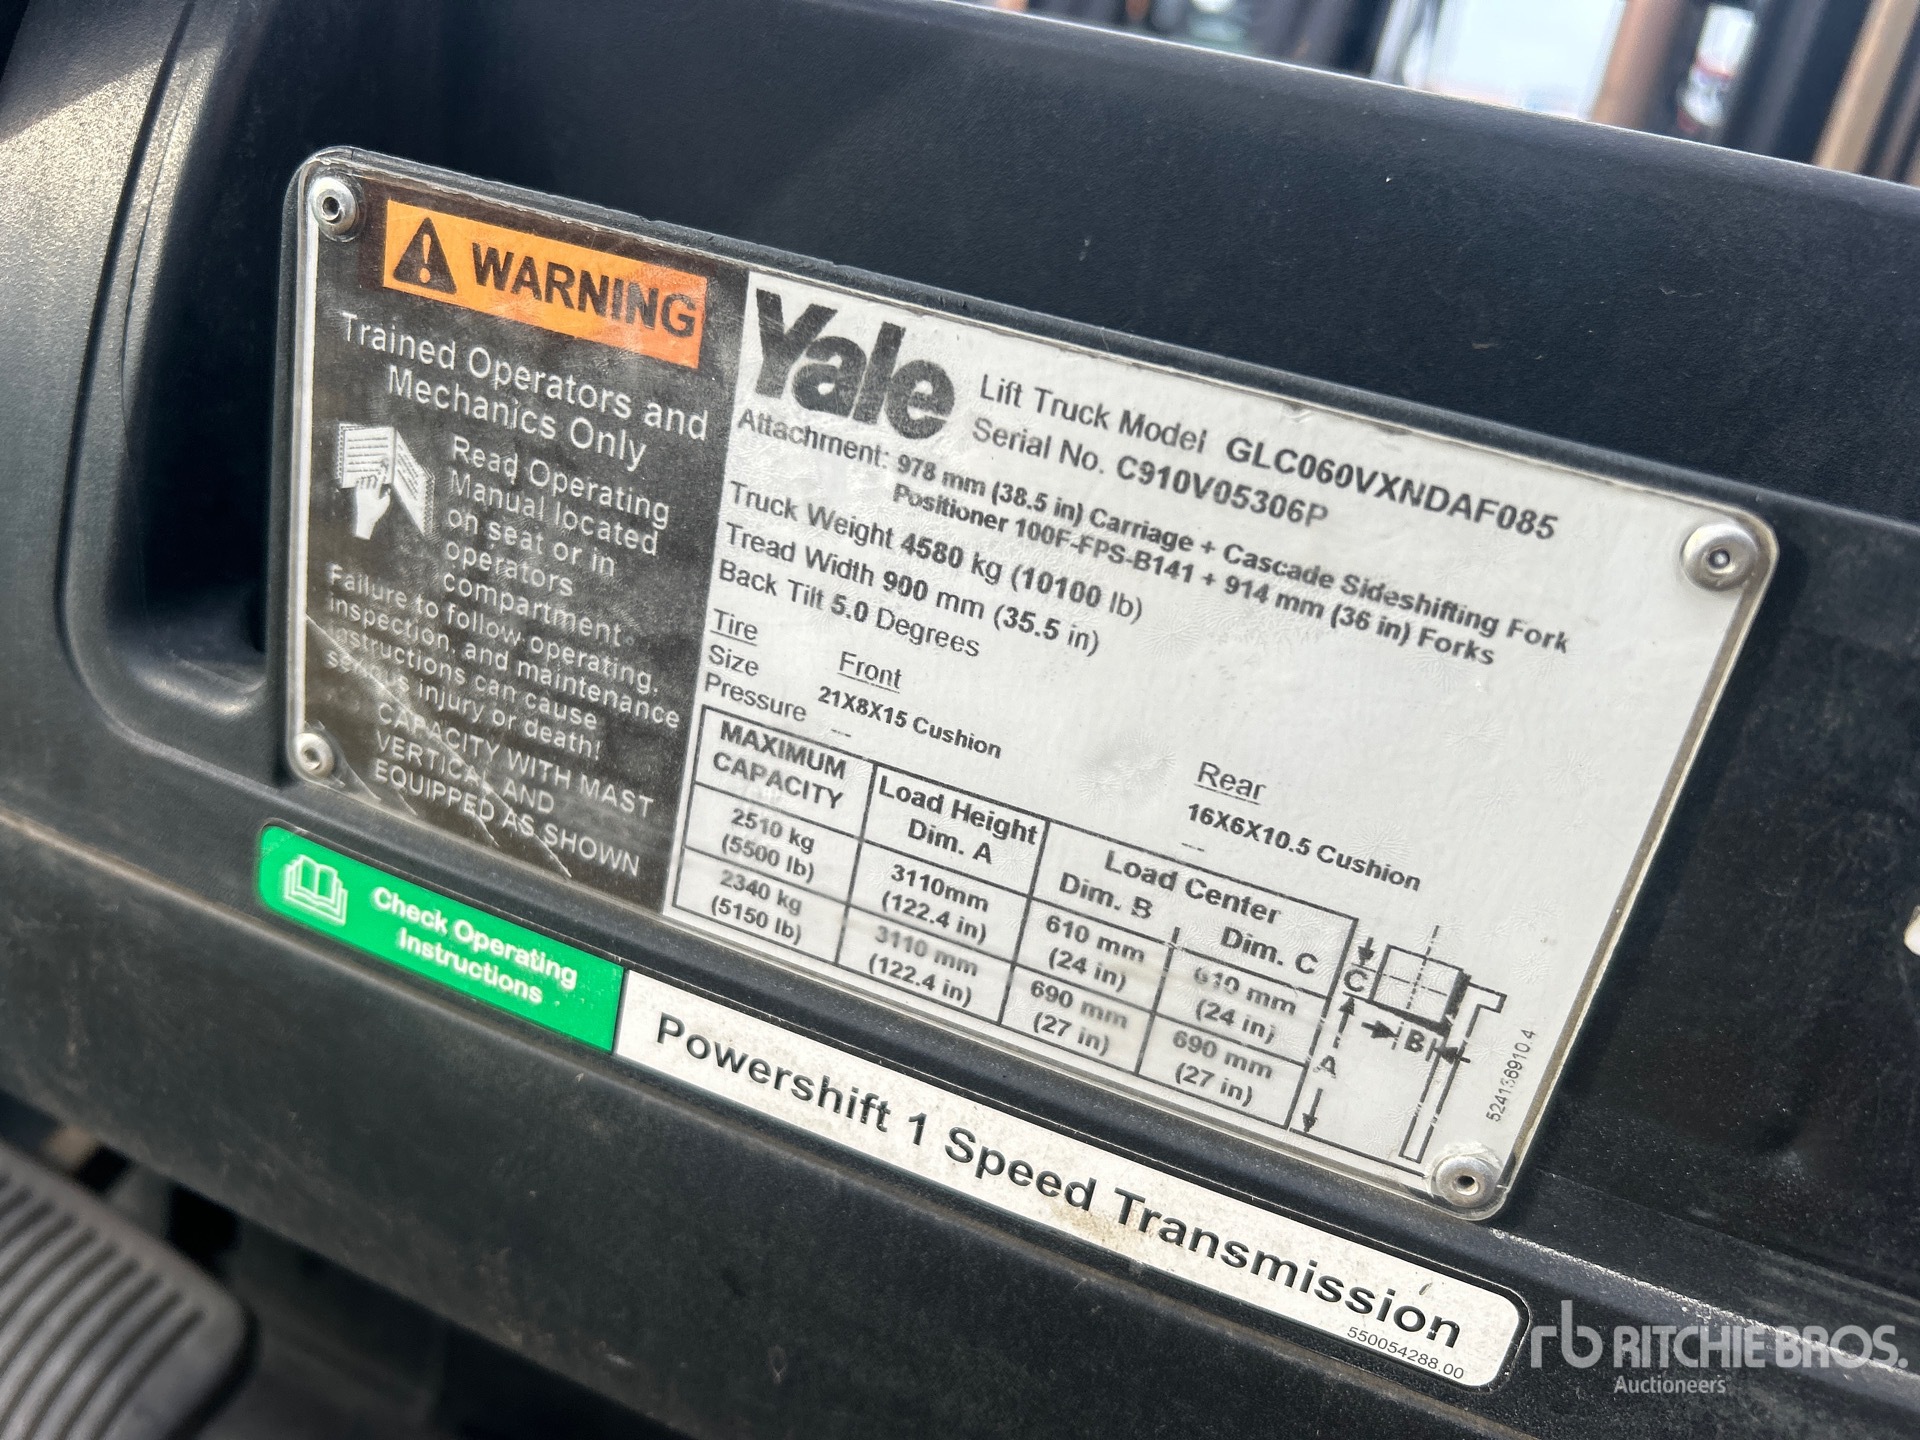 WARNING
Trained Operators and
Mechanics Only
Read Operating
Manual located
on seat or in
operators
compartment
Failure to follow operating,
inspection, and maintenance
instructions can cause
serious injury or death!
CAPACITY WITH MAST
VERTICAL AND
EQUIPPED AS SHOWN
Yale
Lift Truck Model GLC060VXNDAF085
Serial No. C910V05306P
Attachment: 978 mm (38.5 in) Carriage + Cascade Sideshifting Fork
Positioner 100F-FPS-B141 + 914 mm (36 in) Forks
Truck Weight 4580 kg (10100 lb)
Tread Width 900 mm (35.5 in)
Back Tilt 5.0 Degrees
Tire Front Rear
Size 21X8X15 Cushion 16X6X10.5 Cushion
Pressure --- ---
MAXIMUM
CAPACITY
Load Height
Dim. A
Load Center
Dim. B Dim. C
2510 kg 3110mm 610 mm 610 mm
(5500 lb) (122.4 in) (24 in) (24 in)
2340 kg 3110 mm 690 mm 690 mm
(5150 lb) (122.4 in) (27 in) (27 in)
C
B
A
524136910 4
Check Operating
Instructions
Powershift 1 Speed Transmission
550054288.00
rb RITCHIE BROS.
Auctioneers